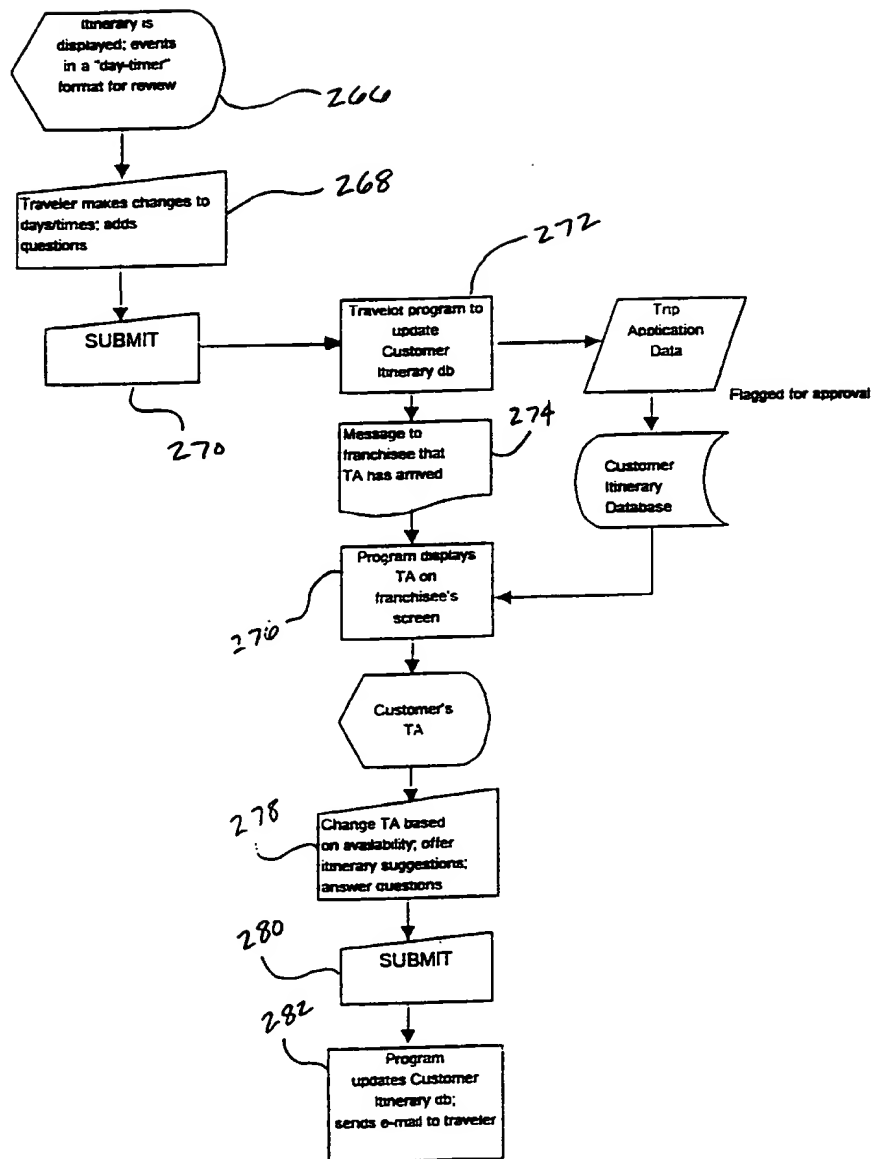 Itinerary is
displayed; events
in a "day-timer"
format for review
266
Traveler makes changes to
days/times; adds
questions
268
SUBMIT
270
Travelot program to
update
Customer
Itinerary db
272
Trip
Application
Data
Flagged for approval
Message to
franchisee that
TA has arrived
274
Customer
Itinerary
Database
Program displays
TA on
franchisee's
screen
276
Customer's
TA
Change TA based
on availability; offer
itinerary suggestions;
answer questions
278
SUBMIT
280
Program
updates Customer
Itinerary db;
sends e-mail to traveler
282